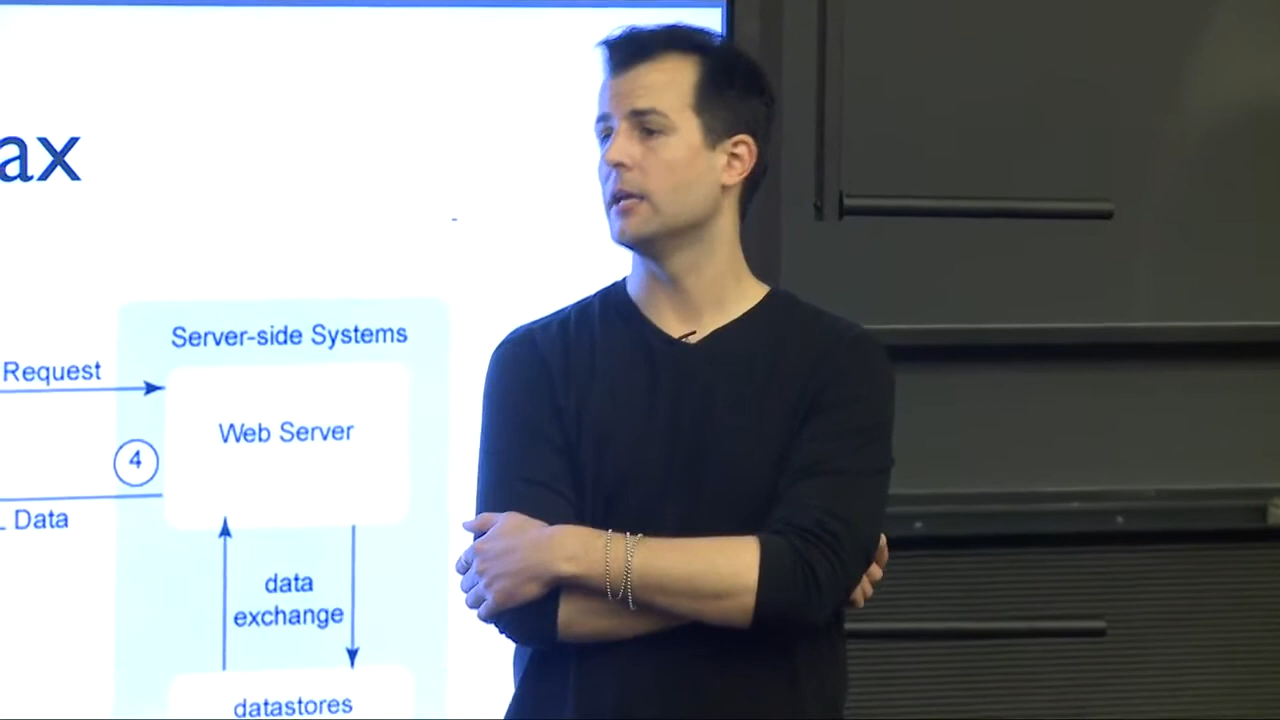 ax
Server-side Systems
Request
Web Server
4
L Data
data
exchange
datastores